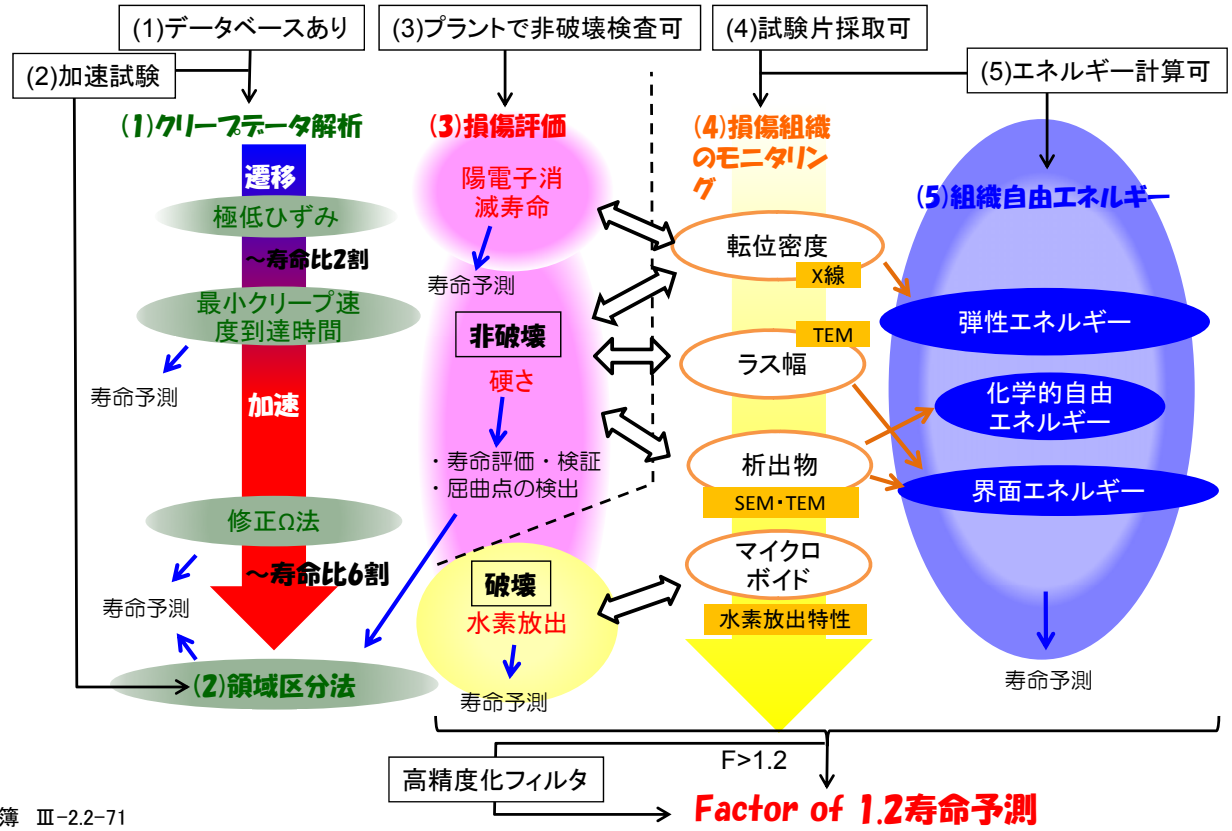 (1)データベースあり
(3)プラントで非破壊検査可
(4)試験片採取可
(2)加速試験
(5)エネルギー計算可
(1)クリープデータ解析
(3)損傷評価
(4)損傷組織
のモニタリン
グ
(5)組織自由エネルギー
遷移
極低ひずみ
～寿命比2割
最小クリープ速
度到達時間
寿命予測
加速
修正Ω法
～寿命比6割
寿命予測
(2)領域区分法
陽電子消
滅寿命
寿命予測
非破壊
硬さ
・寿命評価・検証
・屈曲点の検出
破壊
水素放出
寿命予測
転位密度
X線
TEM
ラス幅
析出物
SEM・TEM
マイクロ
ボイド
水素放出特性
弾性エネルギー
化学的自由
エネルギー
界面エネルギー
寿命予測
F>1.2
高精度化フィルタ
Factor of 1.2寿命予測
簿 Ⅲ-2.2-71